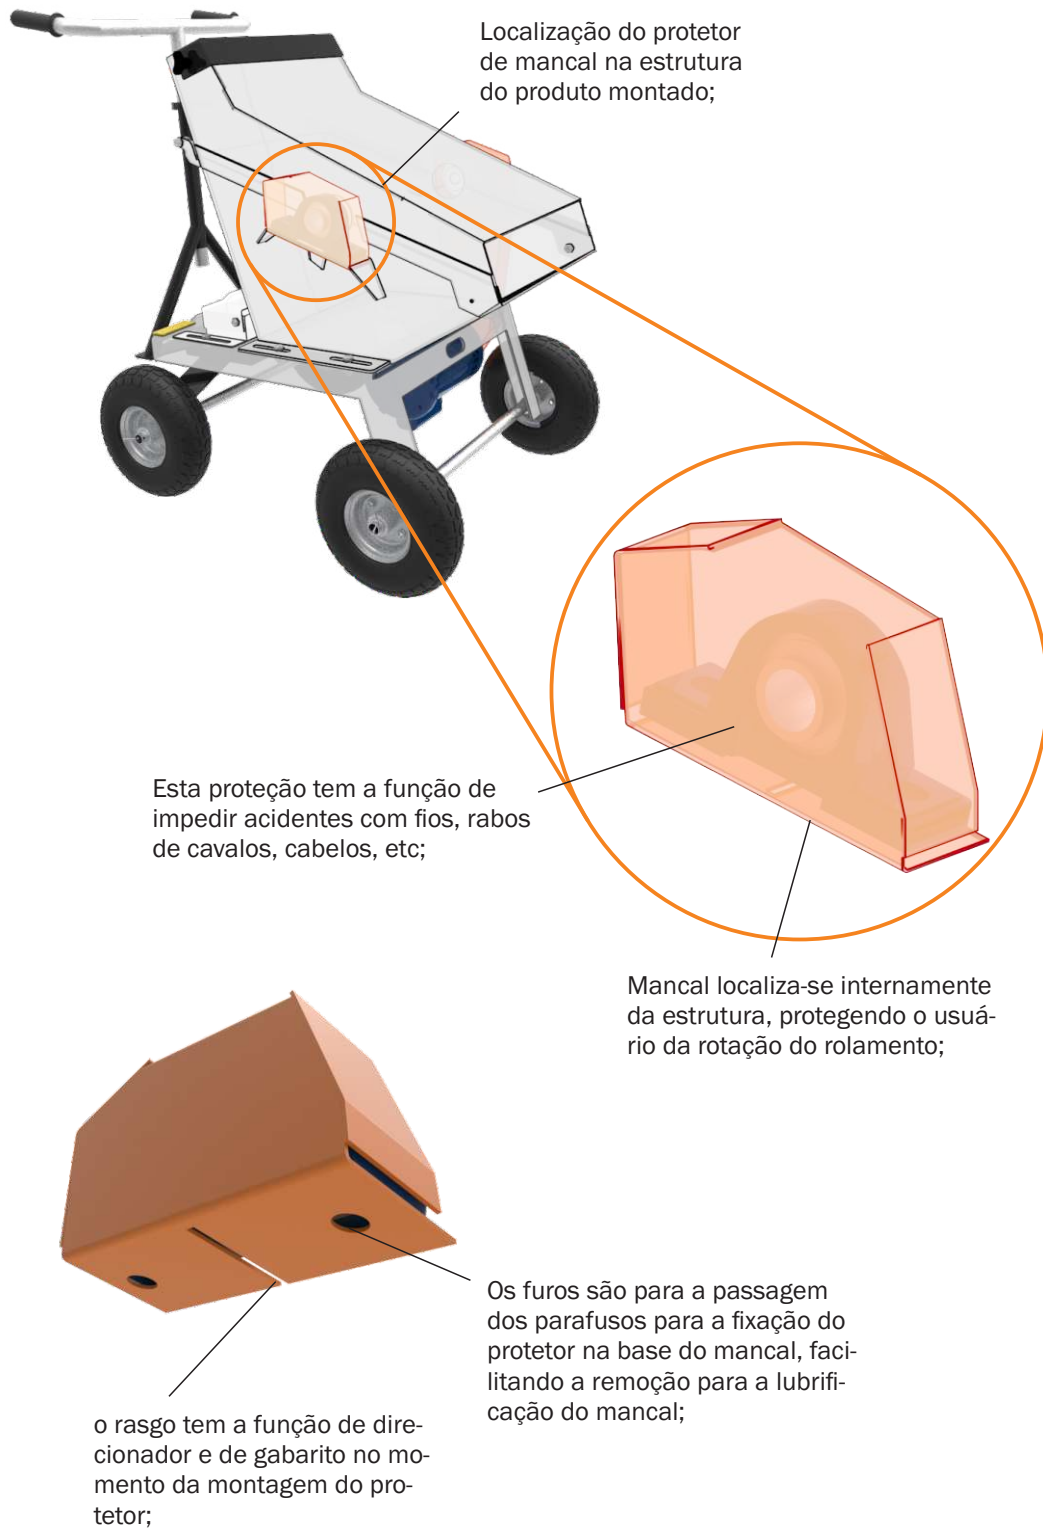 Localização do protetor
de mancal na estrutura
do produto montado;
Esta proteção tem a função de
impedir acidentes com fios, rabos
de cavalos, cabelos, etc;
Mancal localiza-se internamente
da estrutura, protegendo o usuá-
rio da rotação do rolamento;
Os furos são para a passagem
dos parafusos para a fixação do
protetor na base do mancal, faci-
litando a remoção para a lubrifi-
cação do mancal;
o rasgo tem a função de dire-
cionador e de gabarito no mo-
mento da montagem do pro-
tetor;